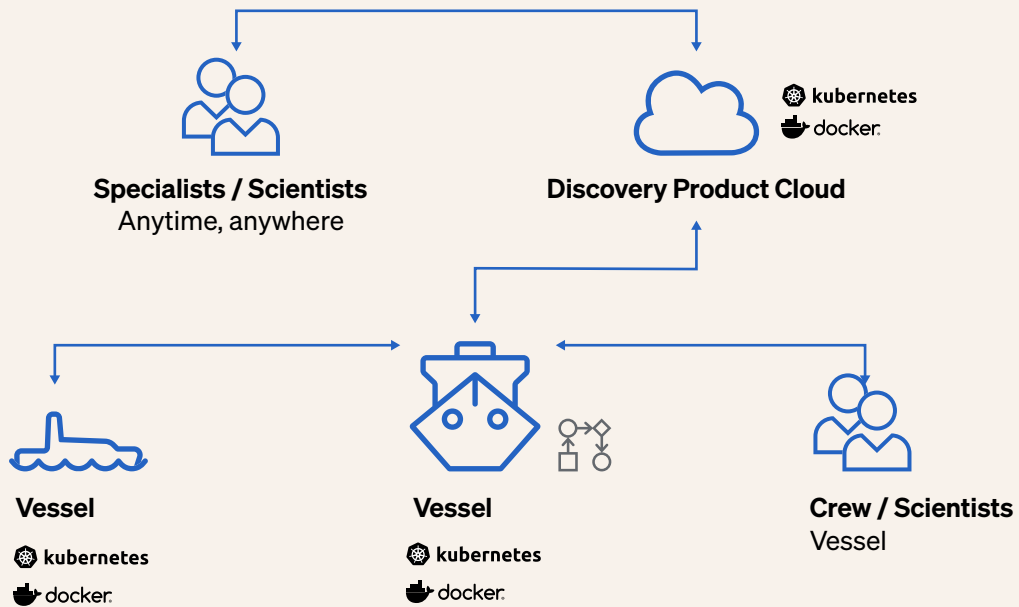 kubernetes
docker
Specialists / Scientists
Anytime, anywhere
Discovery Product Cloud
Vessel
kubernetes
docker
Vessel
kubernetes
docker
Crew / Scientists
Vessel